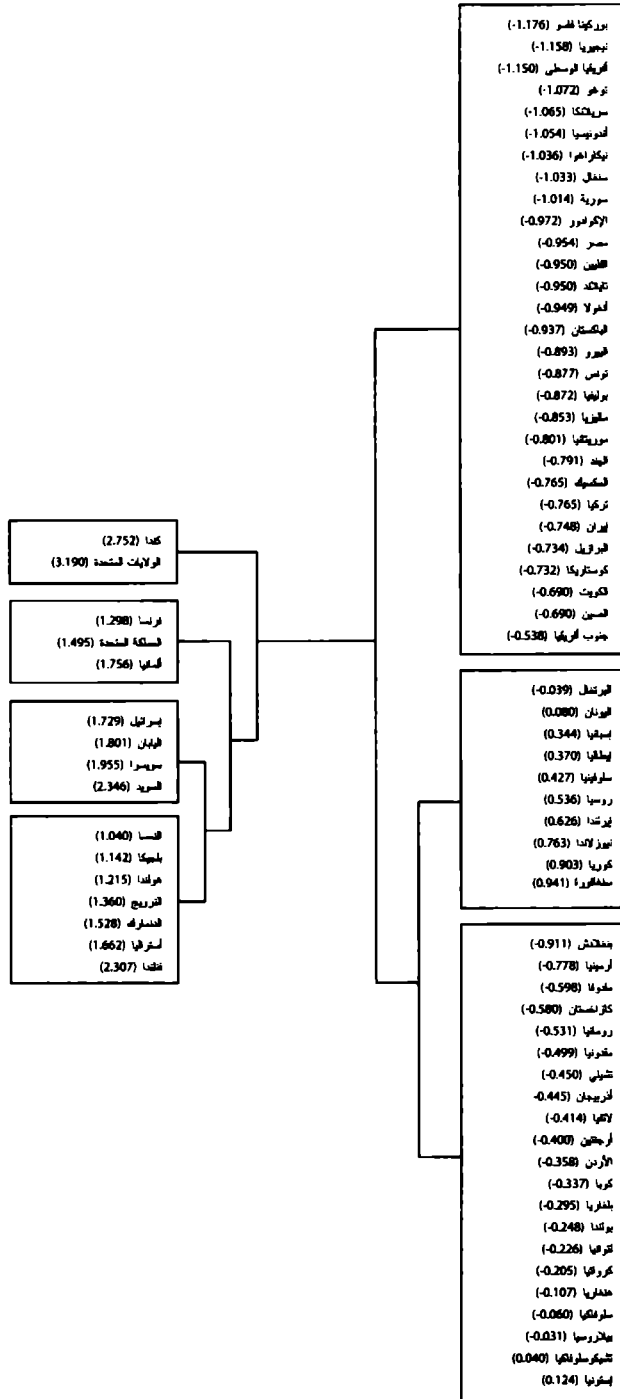 بوركينا فاسو (-1.176)
نيجيريا (-1.158)
أفريقيا الوسطى (-1.150)
توغو (-1.072)
سريلانكا (-1.065)
أندونيسيا (-1.054)
نيكاراغوا (-1.036)
سنغال (-1.033)
سورية (-1.014)
الإكوادور (-0.972)
مصر (-0.954)
الفلبين (-0.950)
تايلاند (-0.950)
أنغولا (-0.949)
الباكستان (-0.937)
البيرو (-0.893)
تونس (-0.877)
بوليفيا (-0.872)
ماليزيا (-0.853)
موريتانيا (-0.801)
الهند (-0.791)
المكسيك (-0.765)
تركيا (-0.765)
إيران (-0.748)
البرازيل (-0.734)
كوستاريكا (-0.732)
الكويت (-0.690)
الصين (-0.690)
جنوب أفريقيا (-0.538)
البرتغال (-0.039)
اليونان (0.080)
إسبانيا (0.344)
إيطاليا (0.370)
سلوفينيا (0.427)
روسيا (0.536)
إيرلندا (0.626)
نيوزلاندا (0.763)
كوريا (0.903)
سنغافورة (0.941)
بنغلادش (-0.911)
أرمينيا (-0.778)
ملدوفا (-0.598)
كازاخستان (-0.580)
رومانيا (-0.531)
مقدونيا (-0.499)
تشيلي (-0.450)
أذربيجان (-0.445
لاتفيا (-0.414)
أرجنتين (-0.400)
الأردن (-0.358)
كوبا (-0.337)
بلغاريا (-0.295)
بولندا (-0.248)
لتوانيا (-0.226)
كرواتيا (-0.205)
هنغاريا (-0.107)
سلوفاكيا (-0.060)
بيلاروسيا (-0.031)
تشيكوسلوفاكيا (0.040)
إستونيا (0.124)
كندا (2.752)
الولايات المتحدة (3.190)
فرنسا (1.298)
المملكة المتحدة (1.495)
ألمانيا (1.756)
إسرائيل (1.729)
اليابان (1.801)
سويسرا (1.955)
السويد (2.346)
النمسا (1.040)
بلجيكا (1.142)
هولندا (1.215)
النرويج (1.360)
الدنمارك (1.528)
أستراليا (1.662)
فنلندا (2.307)